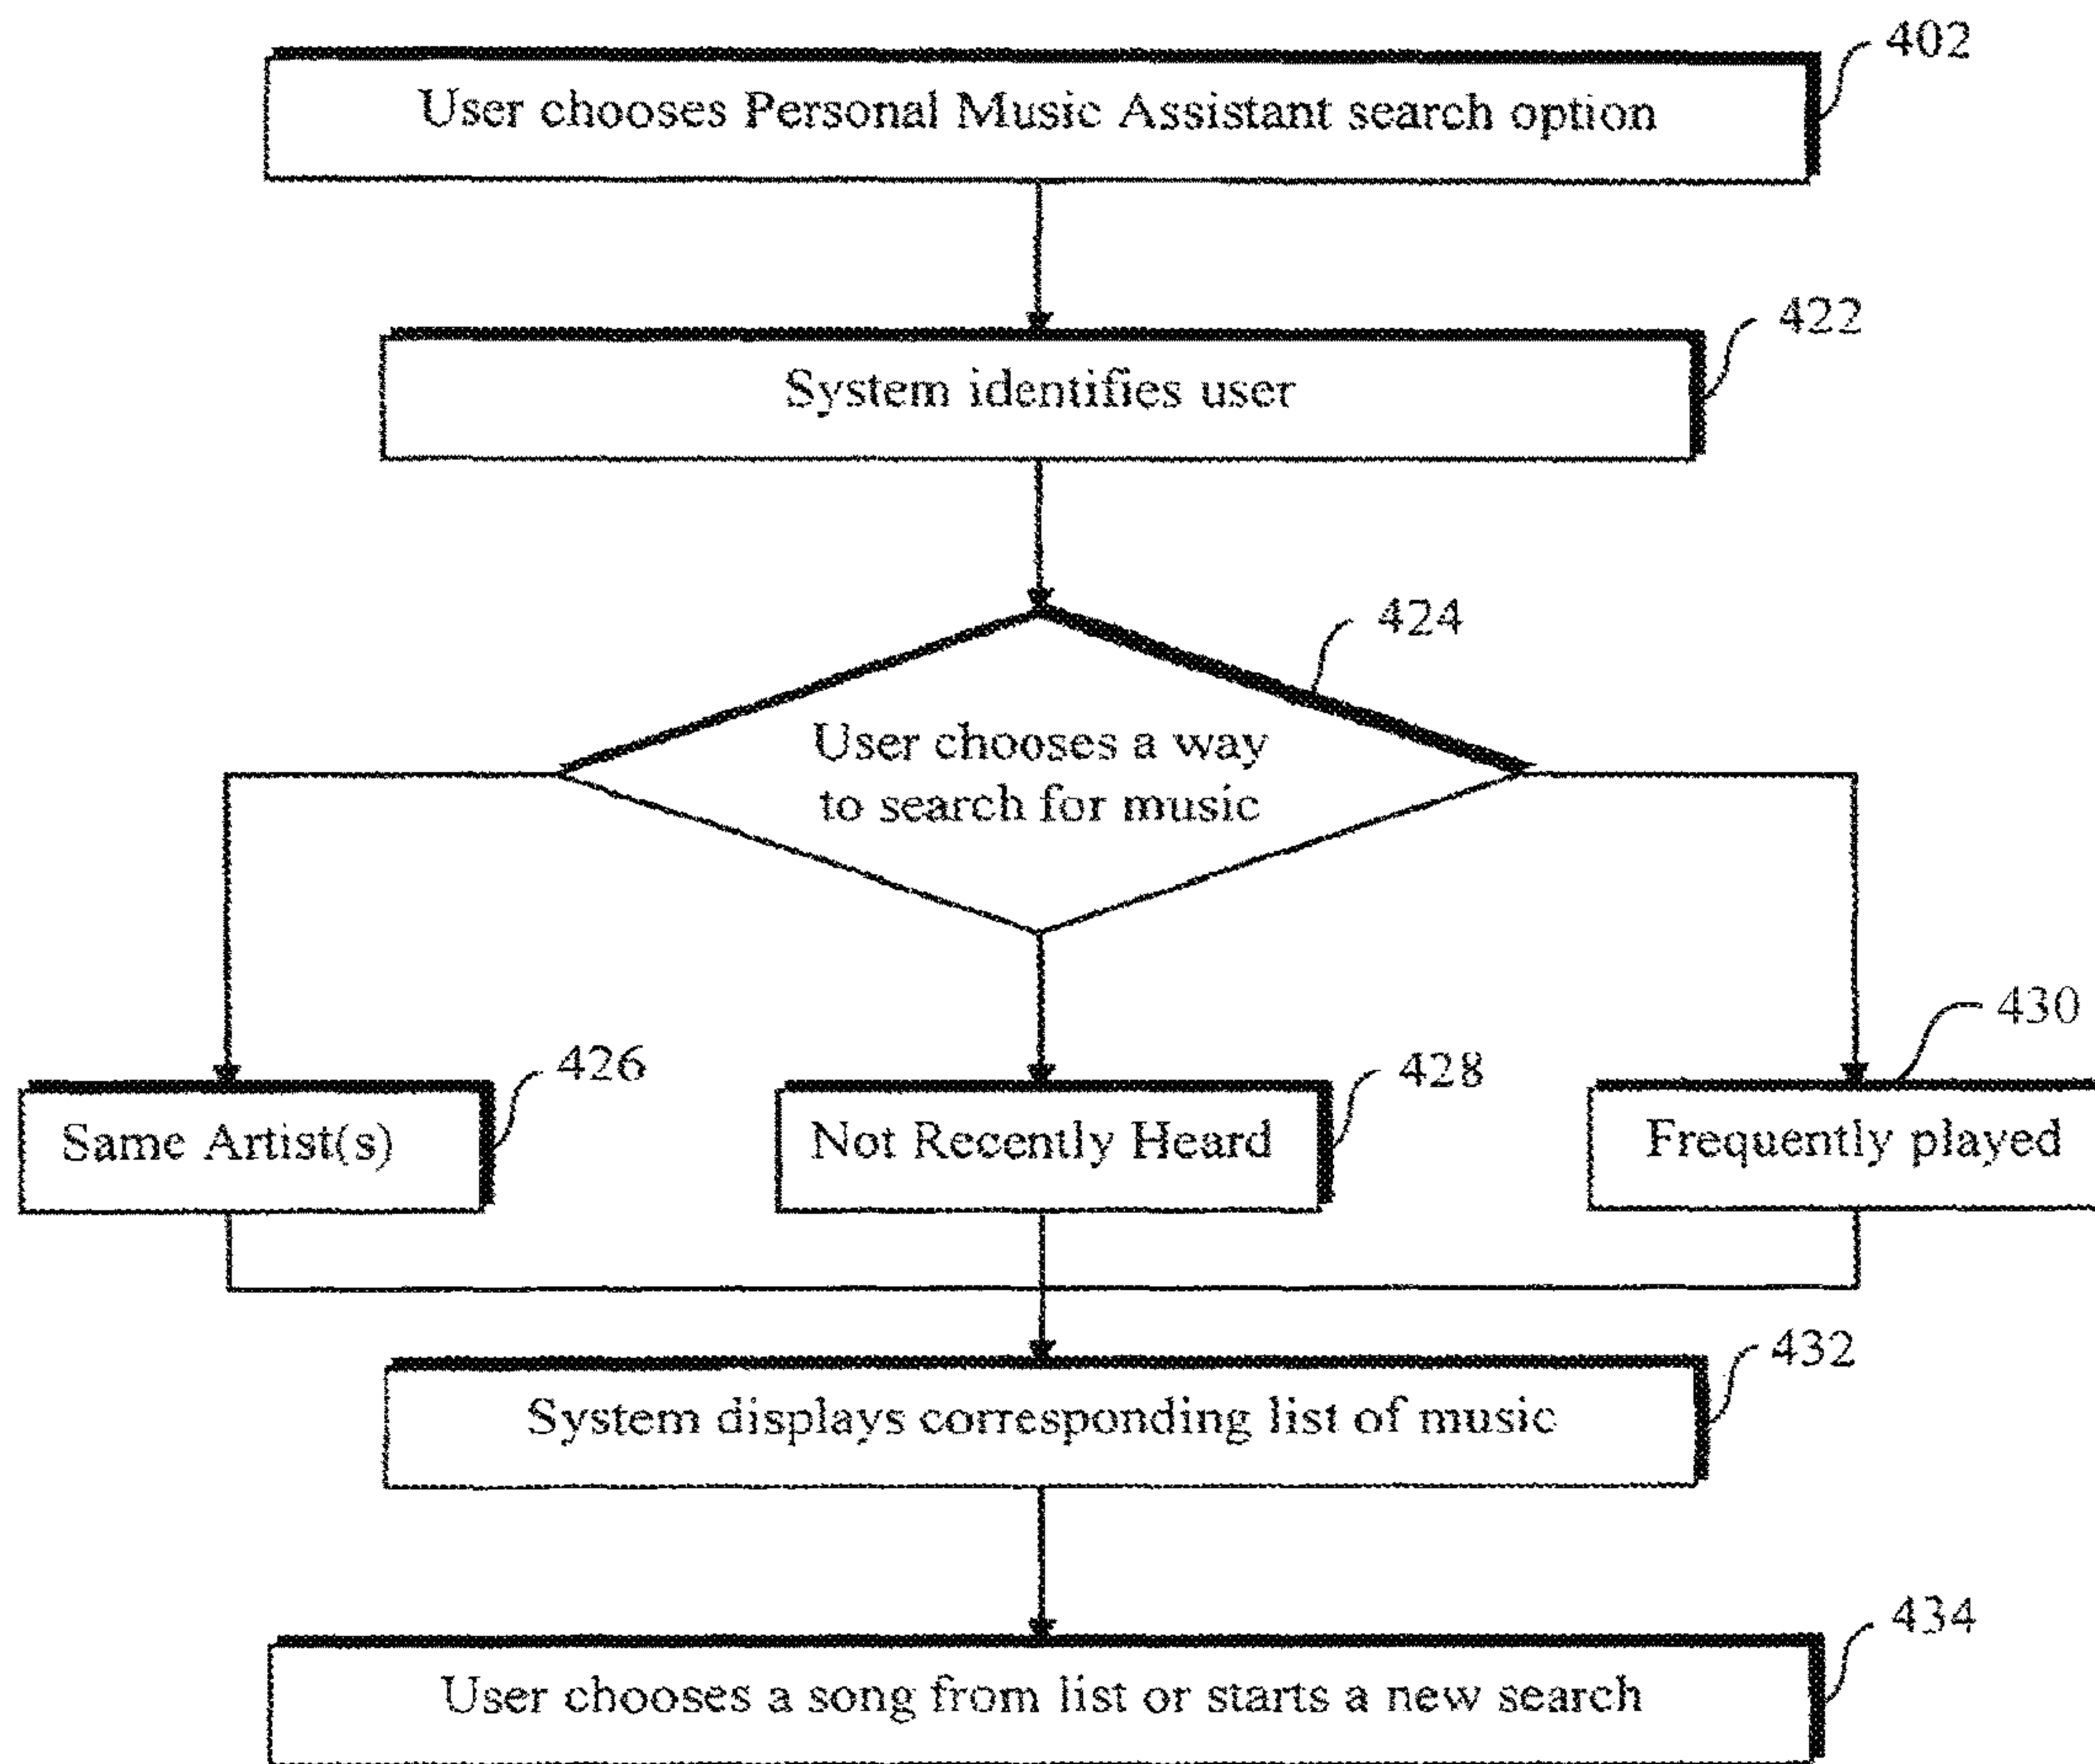 402
User chooses Personal Music Assistant search option
422
System identifies user
424
User chooses a way
to search for music
426
428
430
Same Artist(s)
Not Recently Heard
Frequently played
432
System displays corresponding list of music
434
User chooses a song from list or starts a new search